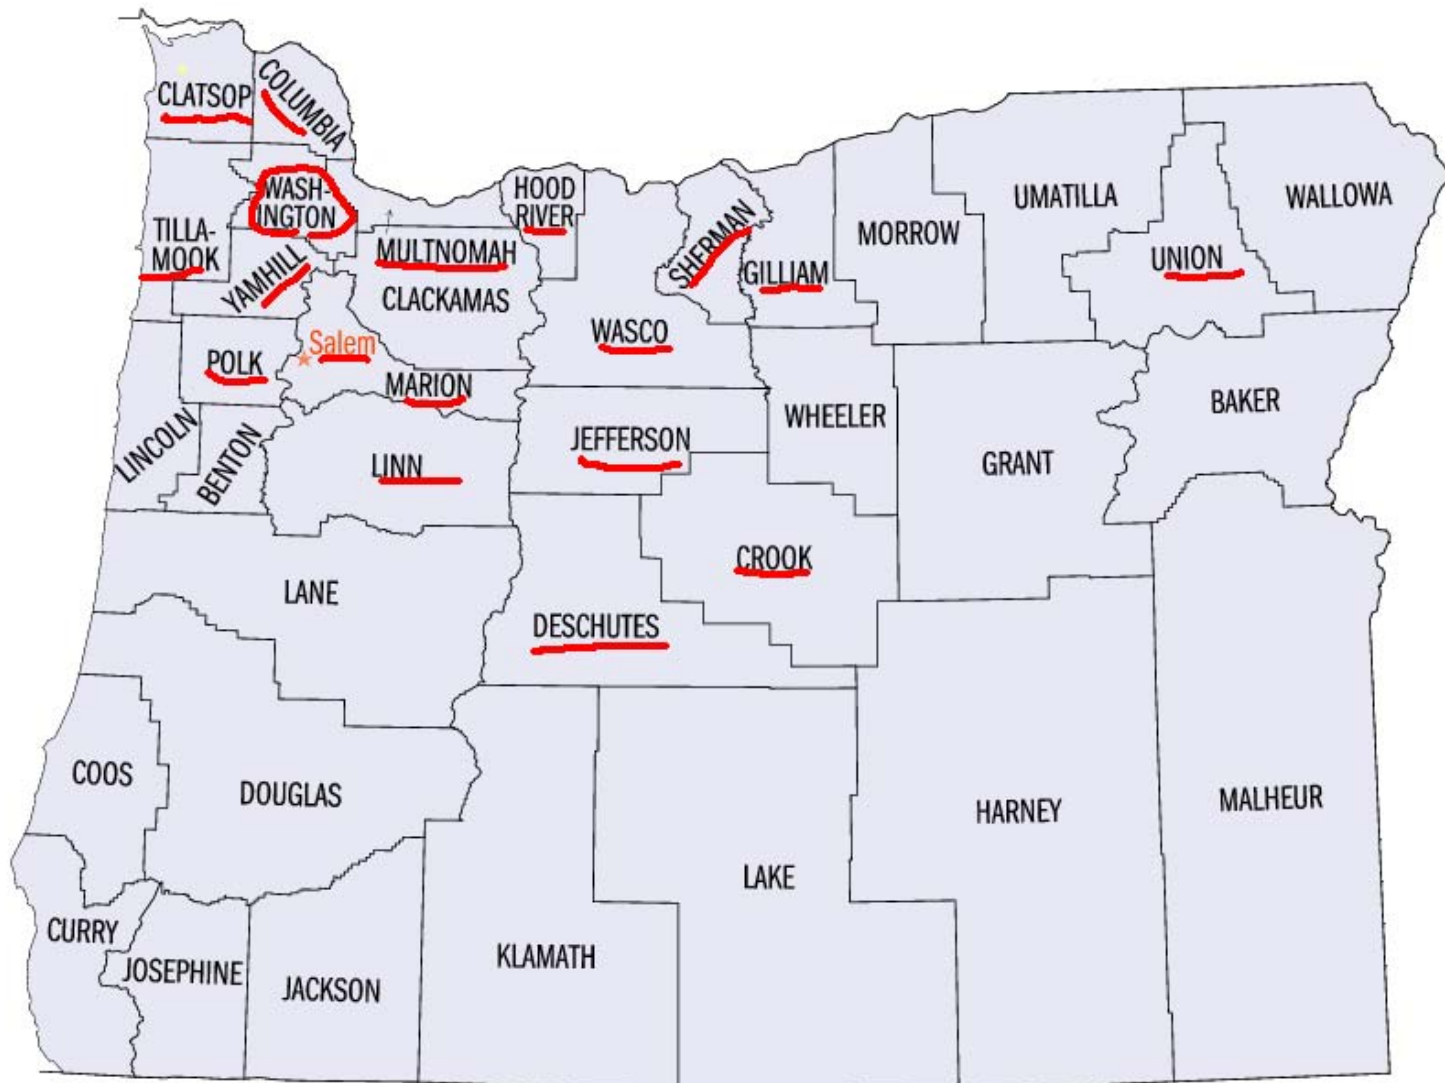 CLATSOP
COLUMBIA
WASH-
INGTON
TILLA-
MOOK
YAMHILL
MULTNOMAH
CLACKAMAS
HOOD
RIVER
SHERMAN
GILLIAM
MORROW
UMATILLA
UNION
WALLOWA
WASCO
POLK
Salem
MARION
LINCOLN
BENTON
LINN
JEFFERSON
WHEELER
GRANT
BAKER
CROOK
LANE
DESCHUTES
COOS
DOUGLAS
HARNEY
MALHEUR
LAKE
CURRY
JOSEPHINE
JACKSON
KLAMATH